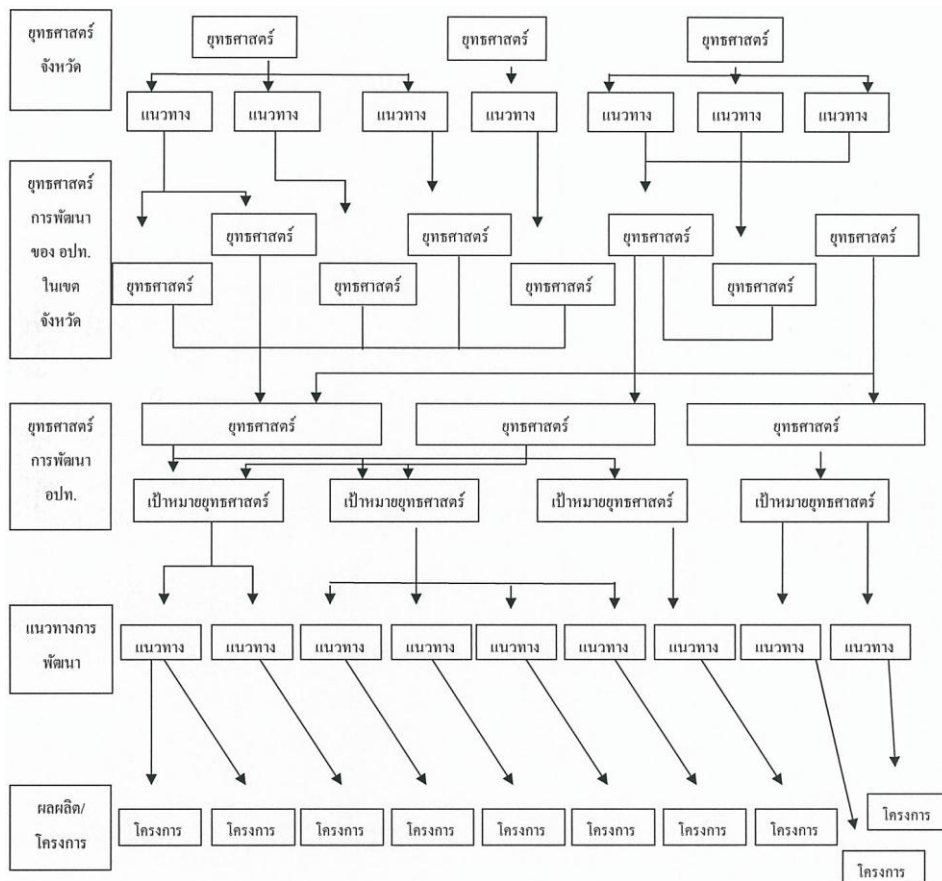 ยุทธศาสตร์
จังหวัด
ยุทธศาสตร์
ยุทธศาสตร์
ยุทธศาสตร์
แนวทาง
แนวทาง
แนวทาง
แนวทาง
แนวทาง
แนวทาง
แนวทาง
ยุทธศาสตร์
การพัฒนา
ของ อปท.
ในเขต
จังหวัด
ยุทธศาสตร์
ยุทธศาสตร์
ยุทธศาสตร์
ยุทธศาสตร์
ยุทธศาสตร์
ยุทธศาสตร์
ยุทธศาสตร์
ยุทธศาสตร์
ยุทธศาสตร์
การพัฒนา
อปท.
ยุทธศาสตร์
ยุทธศาสตร์
ยุทธศาสตร์
เป้าหมายยุทธศาสตร์
เป้าหมายยุทธศาสตร์
เป้าหมายยุทธศาสตร์
เป้าหมายยุทธศาสตร์
แนวทางการ
พัฒนา
แนวทาง
แนวทาง
แนวทาง
แนวทาง
แนวทาง
แนวทาง
แนวทาง
แนวทาง
แนวทาง
ผลผลิต/
โครงการ
โครงการ
โครงการ
โครงการ
โครงการ
โครงการ
โครงการ
โครงการ
โครงการ
โครงการ
โครงการ